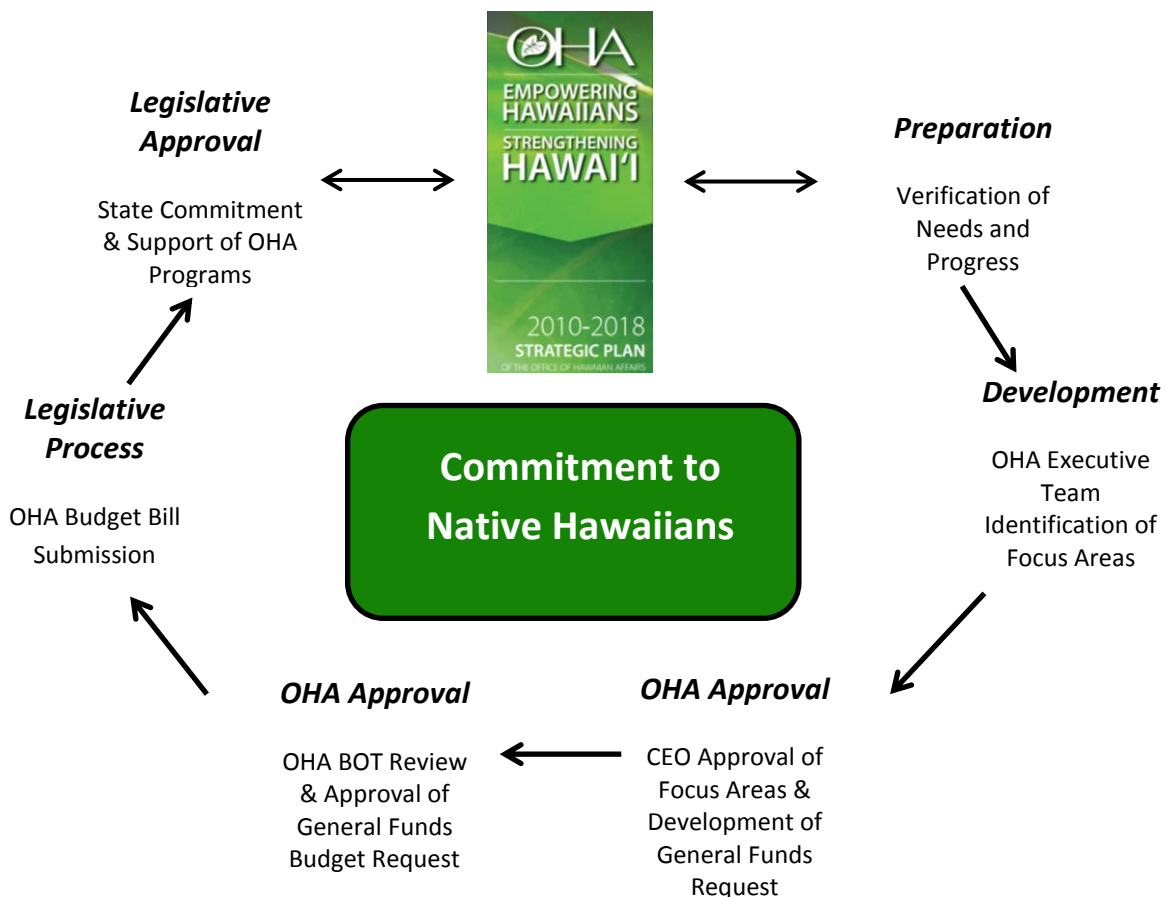 OHA
EMPOWERING
HAWAIIANS
STRENGTHENING
HAWAIʻI
2010-2018
STRATEGIC PLAN
OF THE OFFICE OF HAWAIIAN AFFAIRS
Preparation
Verification of
Needs and
Progress
Development
OHA Executive
Team
Identification of
Focus Areas
OHA Approval
CEO Approval of
Focus Areas &
Development of
General Funds
Request
OHA Approval
OHA BOT Review
& Approval of
General Funds
Budget Request
Legislative
Process
OHA Budget Bill
Submission
Legislative
Approval
State Commitment
& Support of OHA
Programs
Commitment to
Native Hawaiians